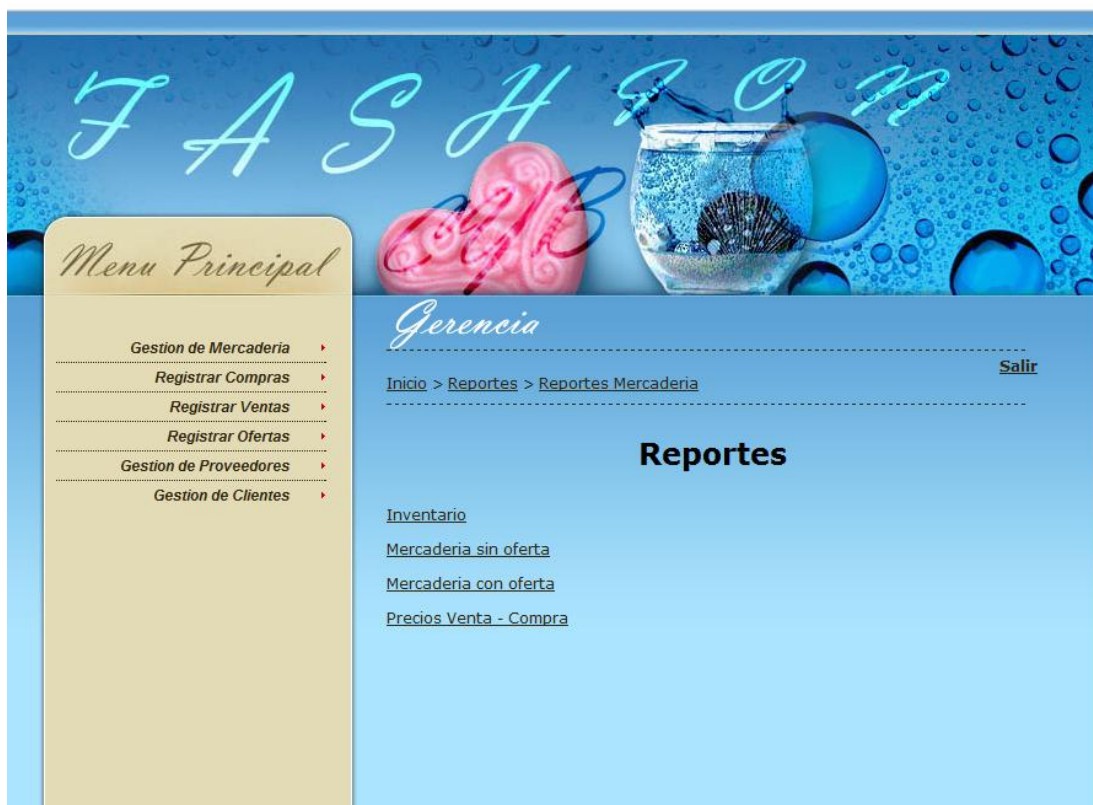 FASHION
CYB
Menu Principal
Gerencia
Gestion de Mercaderia
Registrar Compras
Registrar Ventas
Registrar Ofertas
Gestion de Proveedores
Gestion de Clientes
Salir
Inicio > Reportes > Reportes Mercaderia
Reportes
Inventario
Mercaderia sin oferta
Mercaderia con oferta
Precios Venta - Compra